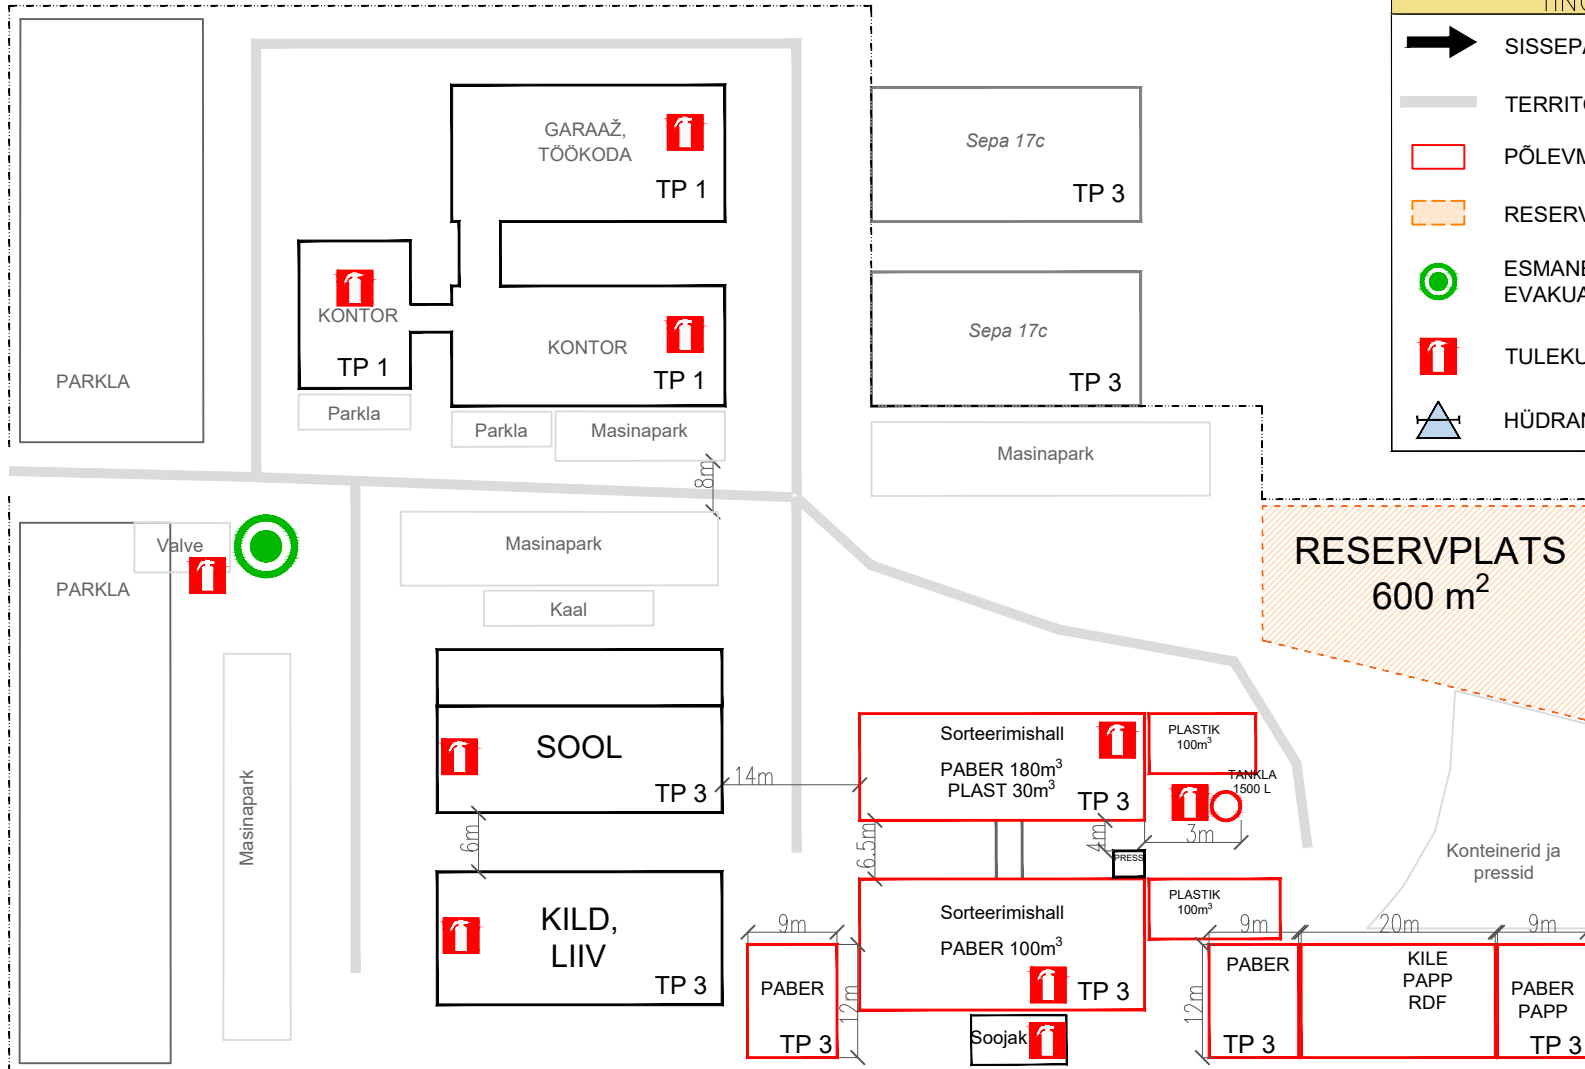 SISSEPA
TERRITO
PÕLEVM
RESERV
ESMANE
EVAKUA
TULEKU
HÜDRAN
GARAAŽ,
TÖÖKODA
TP 1
Sepa 17c
TP 3
KONTOR
TP 1
KONTOR
TP 1
Sepa 17c
TP 3
PARKLA
Parkla
Parkla
Masinapark
Masinapark
8m
Valve
PARKLA
Masinapark
Kaal
RESERVPLATS
600 m²
Masinapark
SOOL
TP 3
14m
6m
Sorteerimishall
PABER 180m³
PLAST 30m³
TP 3
PLASTIK
100m³
TANKLA
1500 L
3m
4m
6.5m
PRESS
Konteinerid ja
pressid
KILD,
LIIV
TP 3
9m
12m
PABER
TP 3
Sorteerimishall
PABER 100m³
TP 3
PLASTIK
100m³
Soojak
9m
20m
9m
12m
PABER
TP 3
KILE
PAPP
RDF
PABER
PAPP
TP 3